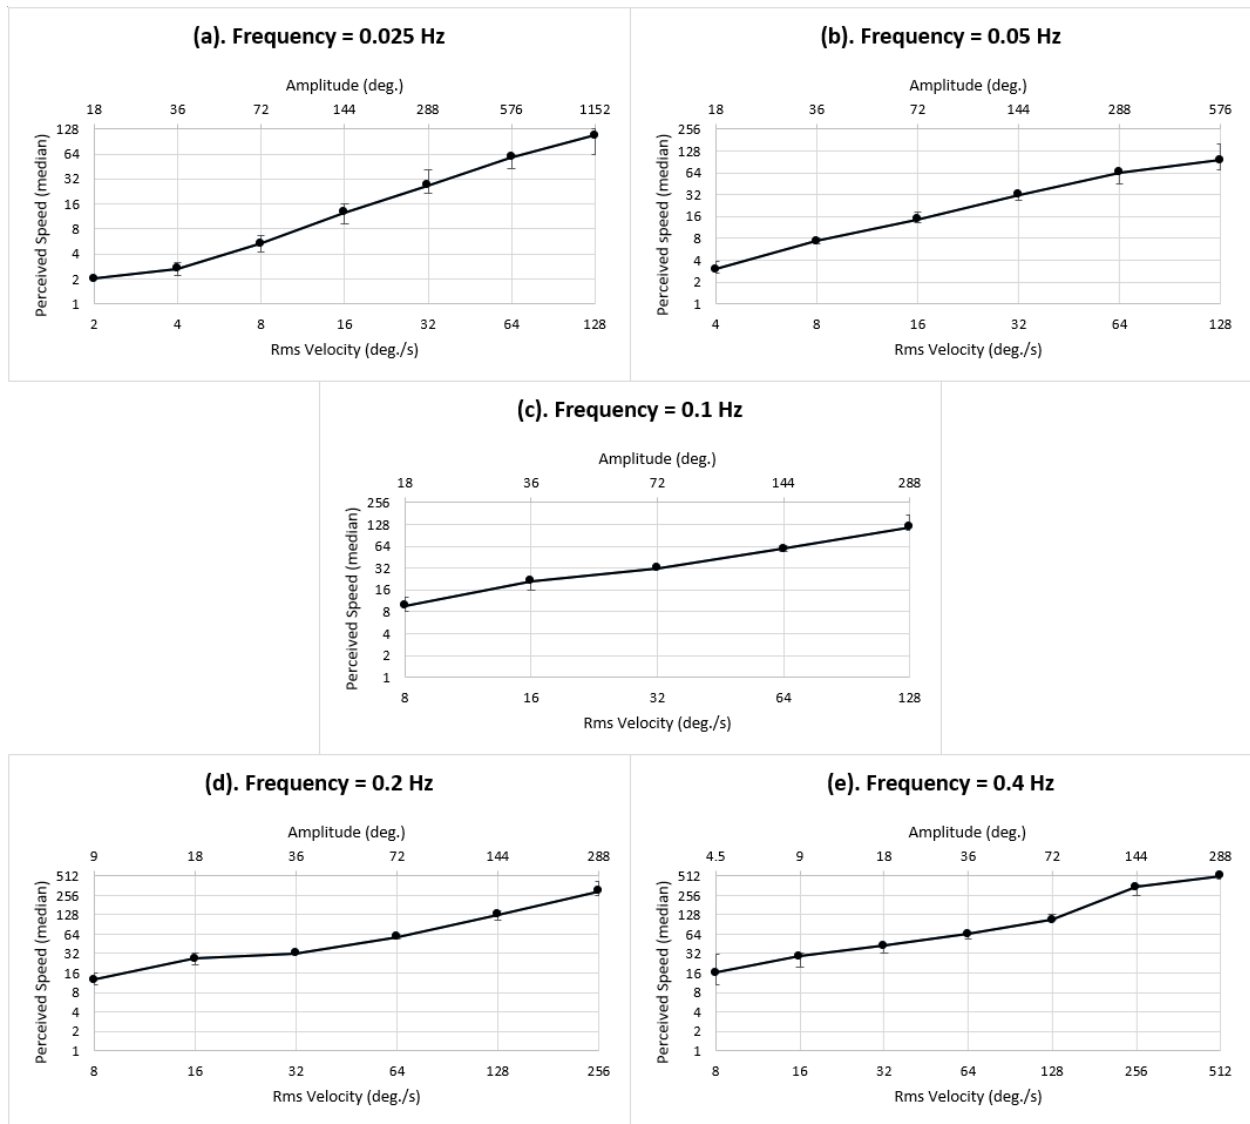 (a). Frequency = 0.025 Hz
Amplitude (deg.)
18 36 72 144 288 576 1152
Perceived Speed (median)
128
64
32
16
8
4
2
1
2 4 8 16 32 64 128
Rms Velocity (deg./s)
(b). Frequency = 0.05 Hz
Amplitude (deg.)
18 36 72 144 288 576
Perceived Speed (median)
256
128
64
32
16
8
4
2
1
4 8 16 32 64 128
Rms Velocity (deg./s)
(c). Frequency = 0.1 Hz
Amplitude (deg.)
18 36 72 144 288
Perceived Speed (median)
256
128
64
32
16
8
4
2
1
8 16 32 64 128
Rms Velocity (deg./s)
(d). Frequency = 0.2 Hz
Amplitude (deg.)
9 18 36 72 144 288
Perceived Speed (median)
512
256
128
64
32
16
8
4
2
1
8 16 32 64 128 256
Rms Velocity (deg./s)
(e). Frequency = 0.4 Hz
Amplitude (deg.)
4.5 9 18 36 72 144 288
Perceived Speed (median)
512
256
128
64
32
16
8
4
2
1
8 16 32 64 128 256 512
Rms Velocity (deg./s)